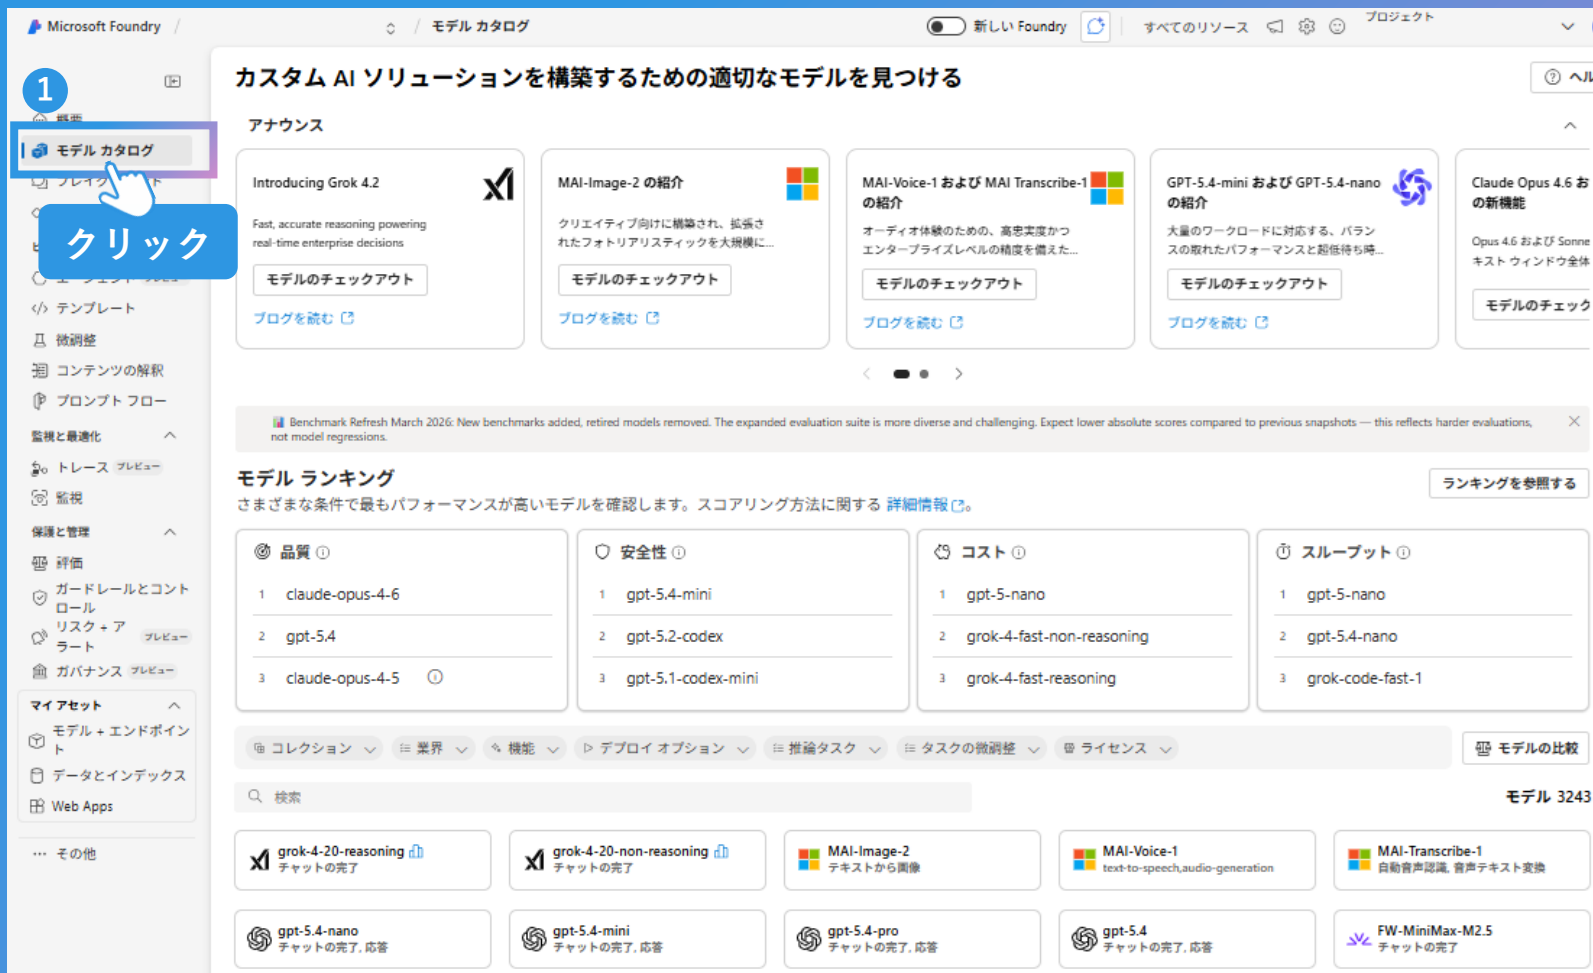 Microsoft Foundry /
/ モデル カタログ
新しい Foundry
すべてのリソース
プロジェクト
1
概要
モデル カタログ
クリック
テンプレート
微調整
コンテンツの解釈
プロンプト フロー
監視と最適化
トレース プレビュー
監視
保護と管理
評価
ガードレールとコント
ロール
リスク + ア
ラート
プレビュー
ガバナンス プレビュー
マイ アセット
モデル + エンドポイン
ト
データとインデックス
Web Apps
… その他
カスタム AI ソリューションを構築するための適切なモデルを見つける
ヘル
アナウンス
Introducing Grok 4.2
Fast, accurate reasoning powering
real-time enterprise decisions
モデルのチェックアウト
ブログを読む
MAI-Image-2 の紹介
クリエイティブ向けに構築され、拡張さ
れたフォトリアリスティックを大規模に...
モデルのチェックアウト
ブログを読む
MAI-Voice-1 および MAI Transcribe-1
の紹介
オーディオ体験のための、高忠実度かつ
エンタープライズレベルの精度を備えた...
モデルのチェックアウト
ブログを読む
GPT-5.4-mini および GPT-5.4-nano
の紹介
大量のワークロードに対応する、バラン
スの取れたパフォーマンスと超低待ち時...
モデルのチェックアウト
ブログを読む
Claude Opus 4.6 お
の新機能
Opus 4.6 および Sonne
キスト ウィンドウ全体
モデルのチェック
Benchmark Refresh March 2026: New benchmarks added, retired models removed. The expanded evaluation suite is more diverse and challenging. Expect lower absolute scores compared to previous snapshots — this reflects harder evaluations,
not model regressions.
モデル ランキング
ランキングを参照する
さまざまな条件で最もパフォーマンスが高いモデルを確認します。スコアリング方法に関する 詳細情報。
品質
1 claude-opus-4-6
2 gpt-5.4
3 claude-opus-4-5
安全性
1 gpt-5.4-mini
2 gpt-5.2-codex
3 gpt-5.1-codex-mini
コスト
1 gpt-5-nano
2 grok-4-fast-non-reasoning
3 grok-4-fast-reasoning
スループット
1 gpt-5-nano
2 gpt-5.4-nano
3 grok-code-fast-1
コレクション
業界
機能
デプロイ オプション
推論タスク
タスクの微調整
ライセンス
モデルの比較
検索
モデル 3243
grok-4-20-reasoning
チャットの完了
grok-4-20-non-reasoning
チャットの完了
MAI-Image-2
テキストから画像
MAI-Voice-1
text-to-speech,audio-generation
MAI-Transcribe-1
自動音声認識, 音声テキスト変換
gpt-5.4-nano
チャットの完了, 応答
gpt-5.4-mini
チャットの完了, 応答
gpt-5.4-pro
チャットの完了, 応答
gpt-5.4
チャットの完了, 応答
FW-MiniMax-M2.5
チャットの完了